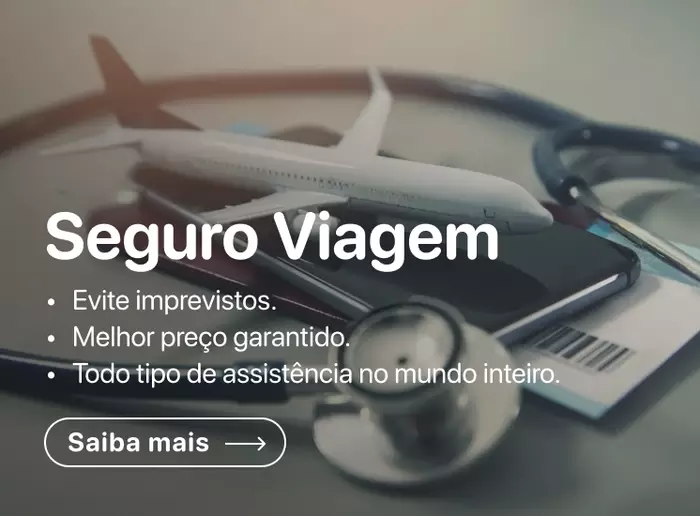 Seguro Viagem
• Evite imprevistos.
• Melhor preço garantido.
• Todo tipo de assistência no mundo inteiro.
Saiba mais →